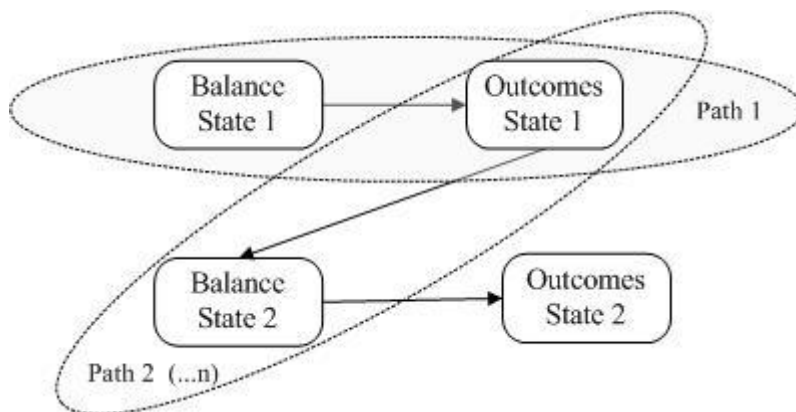 Balance
State 1
Outcomes
State 1
Path 1
Balance
State 2
Outcomes
State 2
Path 2 (...n)